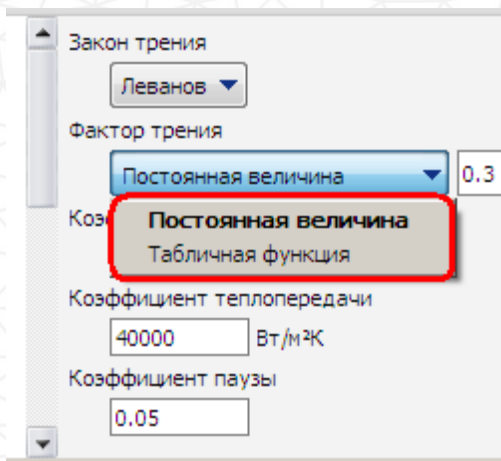 Закон трения
Леванов
Фактор трения
Постоянная величина 0.3
Коэф
Постоянная величина
Табличная функция
Коэффициент теплопередачи
40000 Вт/м²К
Коэффициент паузы
0.05